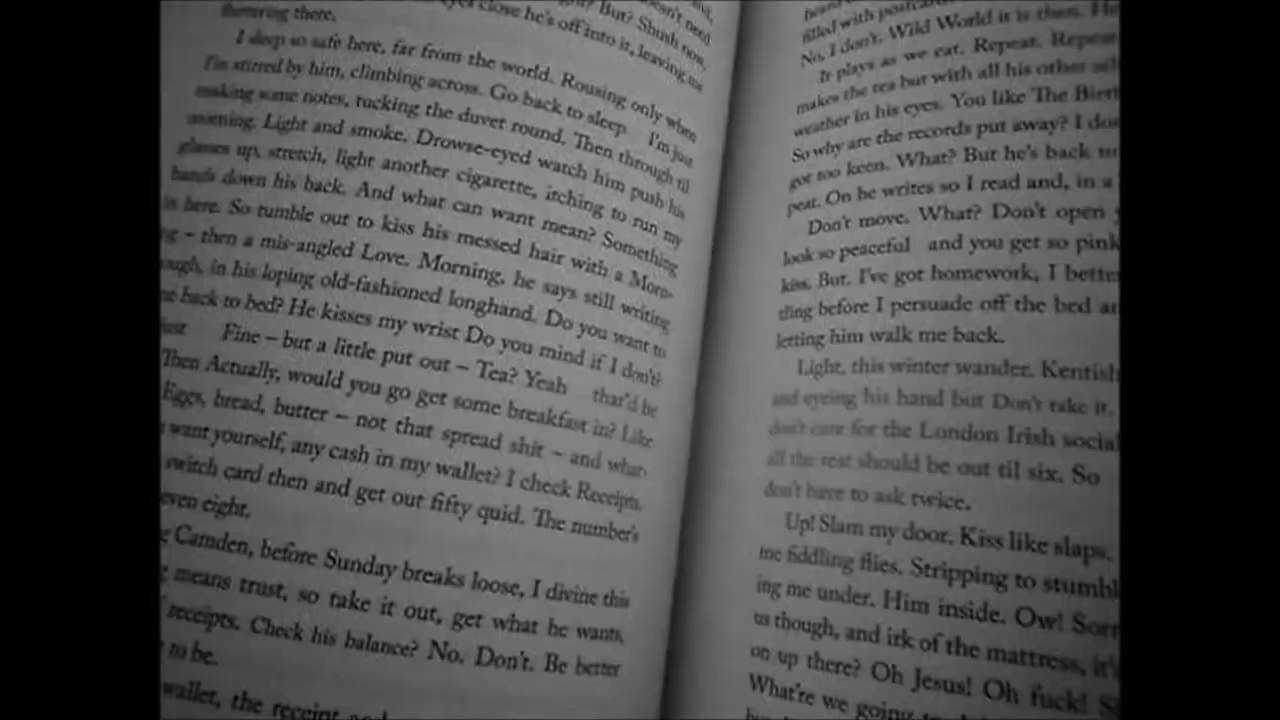 doesn't need
But? Shush now,
close he's off into it, leaving me
there.
I sleep so safe here, far from the world. Rousing only when
I'm stirred by him, climbing across. Go back to sleep I'm just
making some notes, tucking the duvet round. Then through til
morning. Light and smoke. Drowse-eyed watch him push his
glasses up, stretch, light another cigarette, itching to run my
hands down his back. And what can want mean? Something
is here. So tumble out to kiss his messed hair with a Morn-
– then a mis-angled Love. Morning, he says still writing
in his loping old-fashioned longhand. Do you want to
back to bed? He kisses my wrist Do you mind if I don't?
Fine – but a little put out – Tea? Yeah that'd be
Then Actually, would you go get some breakfast in? Like
Eggs, bread, butter – not that spread shit – and what-
want yourself, any cash in my wallet? I check Receipts.
switch card then and get out fifty quid. The number's
eight.
Camden, before Sunday breaks loose, I divine this
means trust, so take it out, get what he wants,
receipts. Check his balance? No. Don't. Be better
to be.
wallet, the receipt
filled with
No, I don't. Wild World it is then. He
It plays as we eat. Repeat. Repeat
makes the tea but with all his other
weather in his eyes. You like The
So why are the records put away? I
got too keen. What? But he's back
peat. On he writes so I read and, in a
Don't move. What? Don't open
look so peaceful and you get so pink
kiss. But. I've got homework, I
before I persuade off the bed
letting him walk me back.
Light, this winter wander. Kentish
and eyeing his hand but Don't take it.
don't care for the London Irish
all the rest should be out til six. So
don't have to ask twice.
Up! Slam my door. Kiss like slaps.
me fiddling flies. Stripping to
ing me under. Him inside. Ow!
us though, and irk of the mattress,
on up there? Oh Jesus! Oh fuck!
What're we going